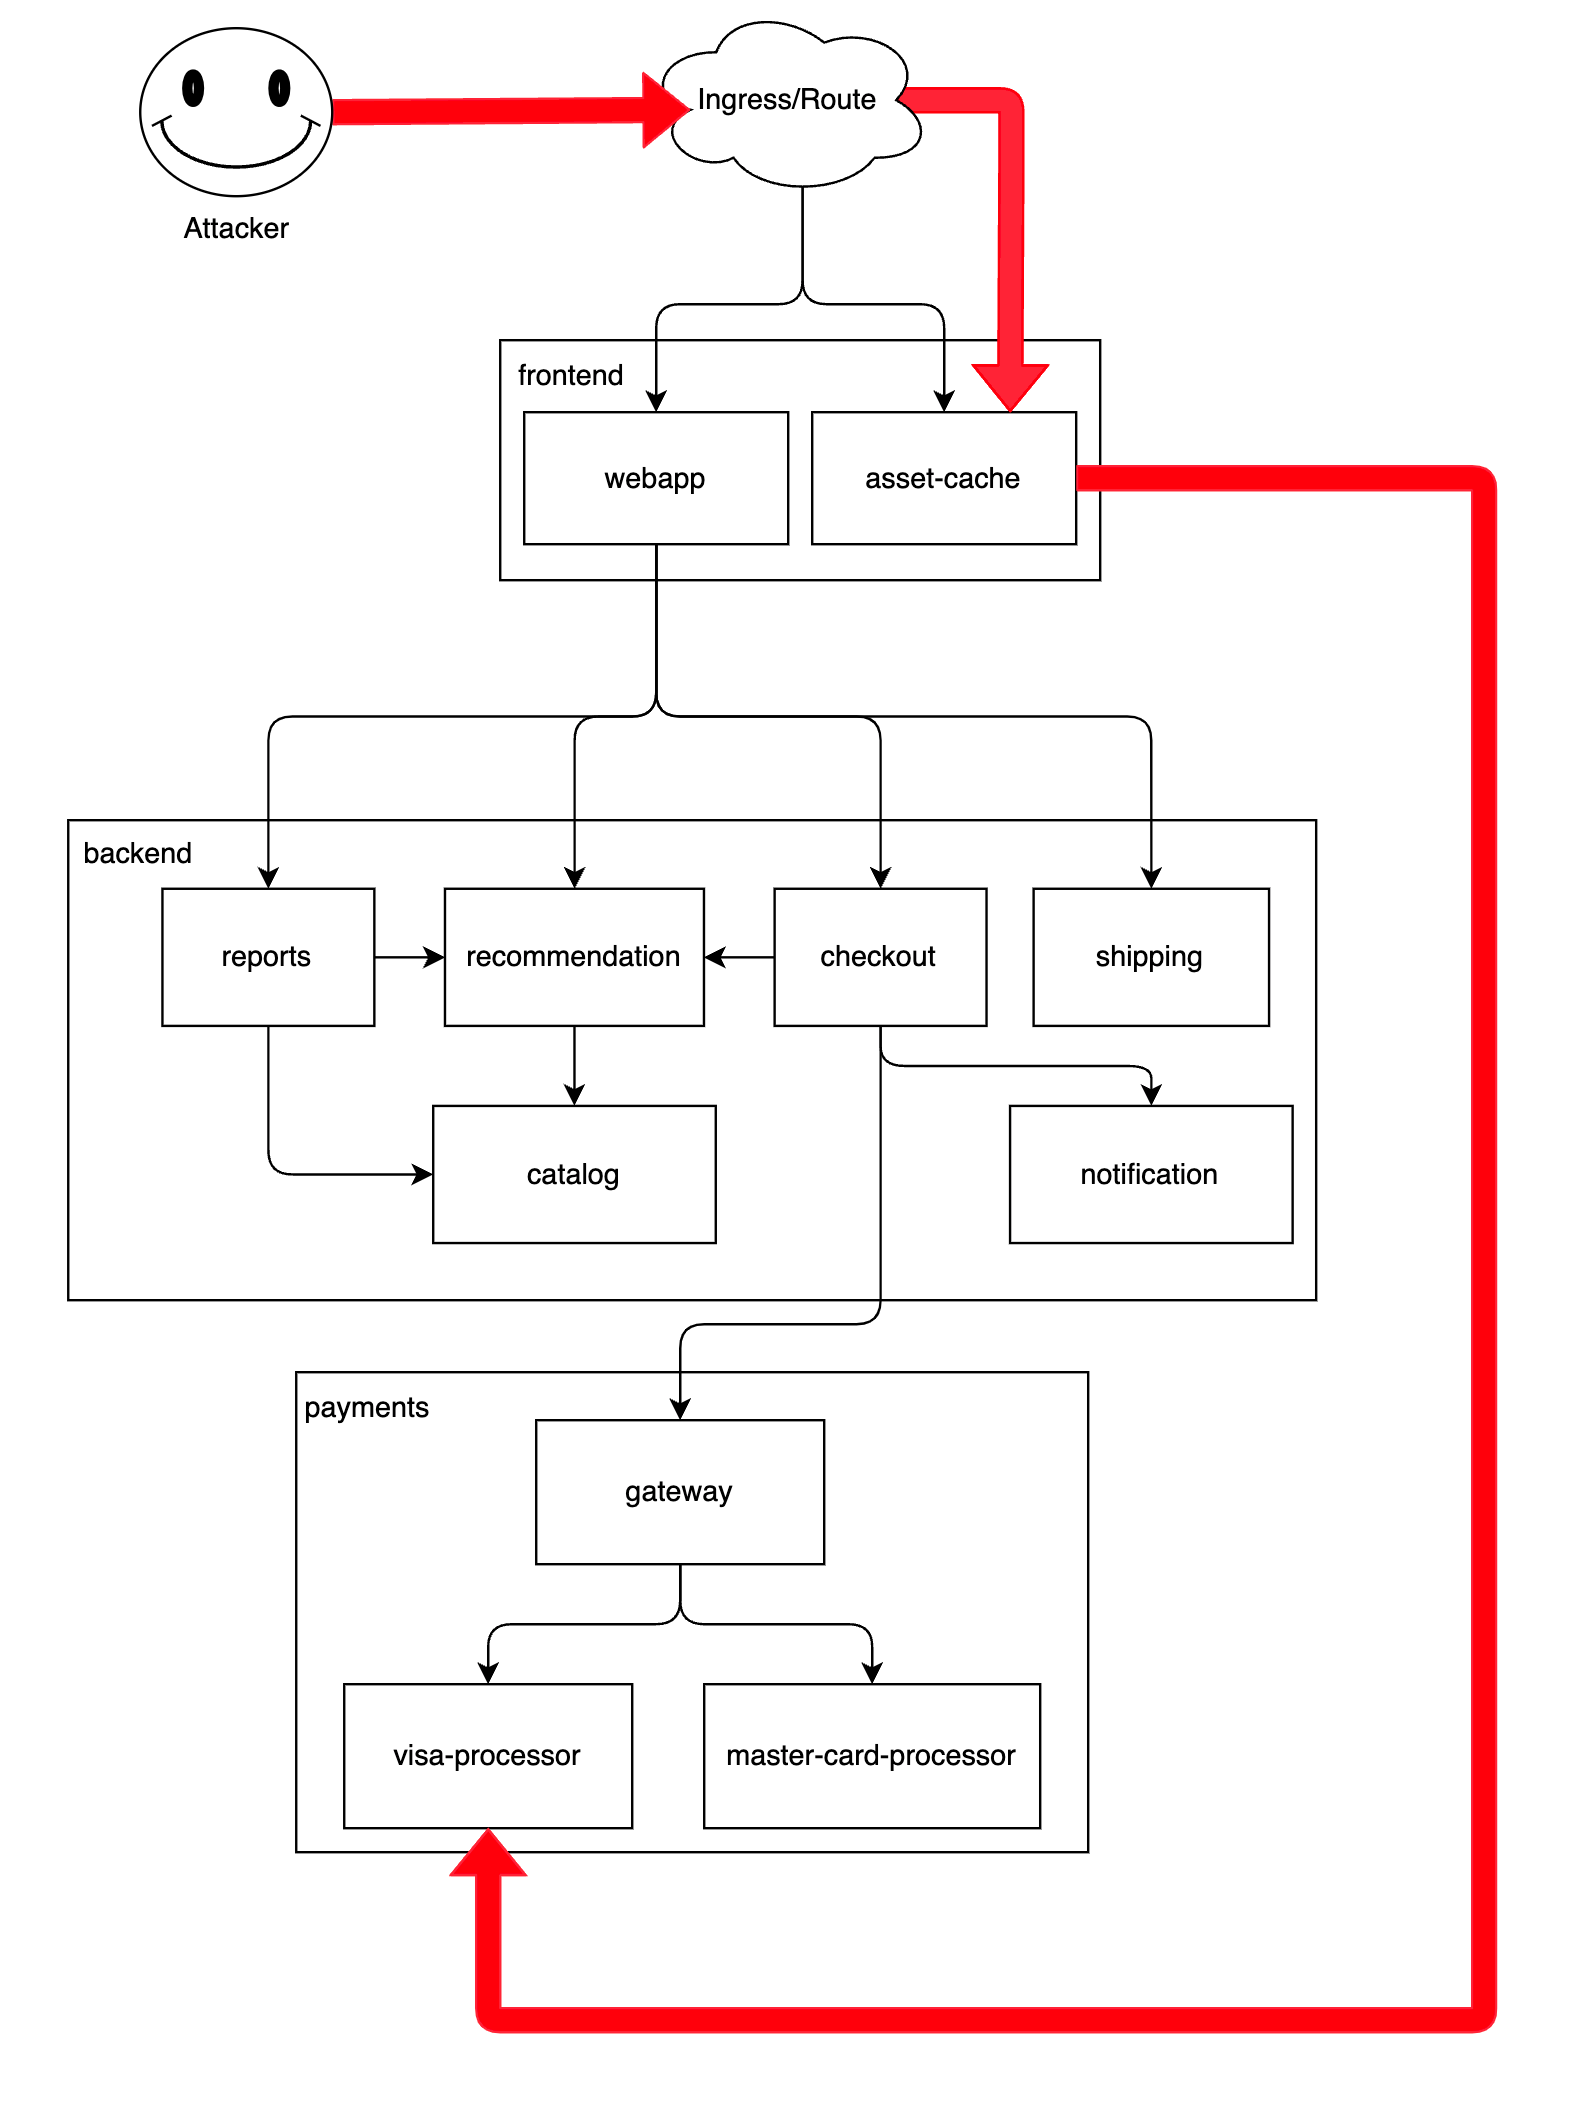 Ingress/Route
Attacker
frontend
webapp
asset-cache
backend
reports
recommendation
checkout
shipping
catalog
notification
payments
gateway
visa-processor
master-card-processor